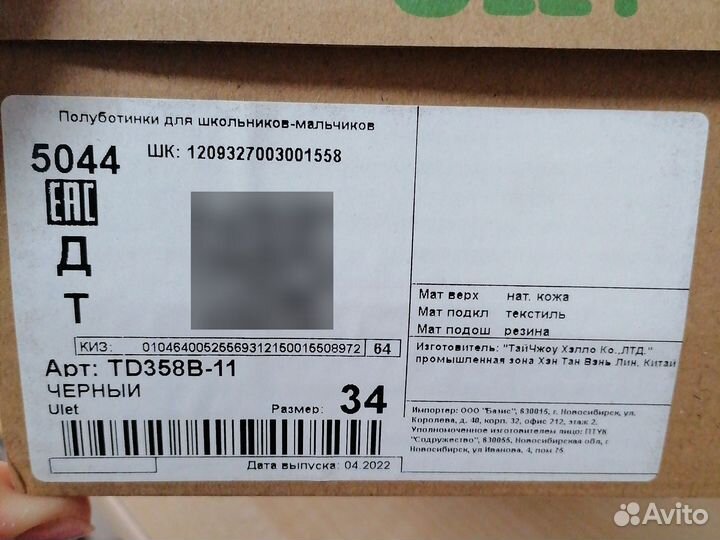 Полуботинки для школьников-мальчиков
5044
ШК: 1209327003001558
EAC
Д
Т
Мат верх нат. кожа
Мат подкл текстиль
Мат подош резина
КИЗ: 0104640052556931215001550­8972 64
Изготовитель: "ТайЧжоу Хэлло Ко.,ЛТД."
промышленная зона Хэн Тан Вэнь Лин, Китай
Арт: TD358B-11
ЧЕРНЫЙ
Ulet
Размер: 34
Импортер: ООО "Базис", 630015, г. Новосибирск, ул.
Королева, д. 40, корп. 32, офис 212, этаж 2.
Уполномоченное изготовителем лицо: ПТУК
"Содружество", 630055, Новосибирская обл, г
Новосибирск, ул Иванова, 4, пом 75
Дата выпуска: 04.2022
Avito